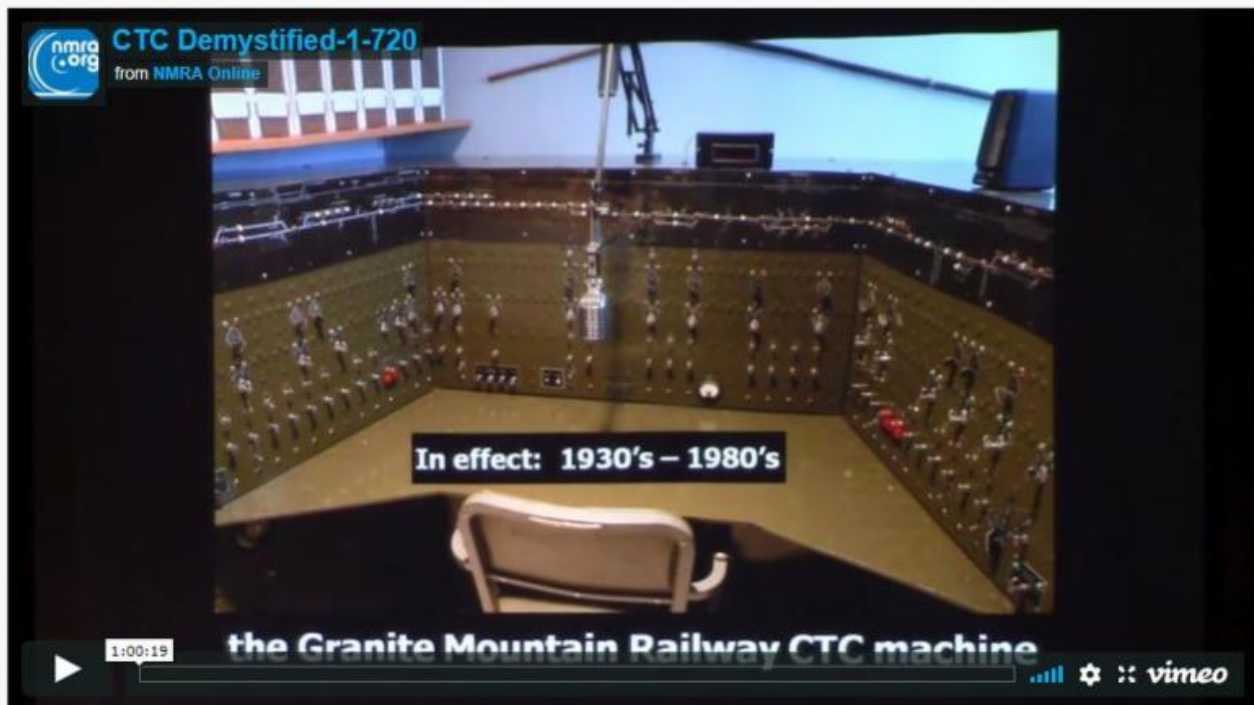 nmra
.org
CTC Demystified-1-720
from NMRA Online
In effect: 1930's – 1980's
the Granite Mountain Railway CTC machine
1:00:19
vimeo